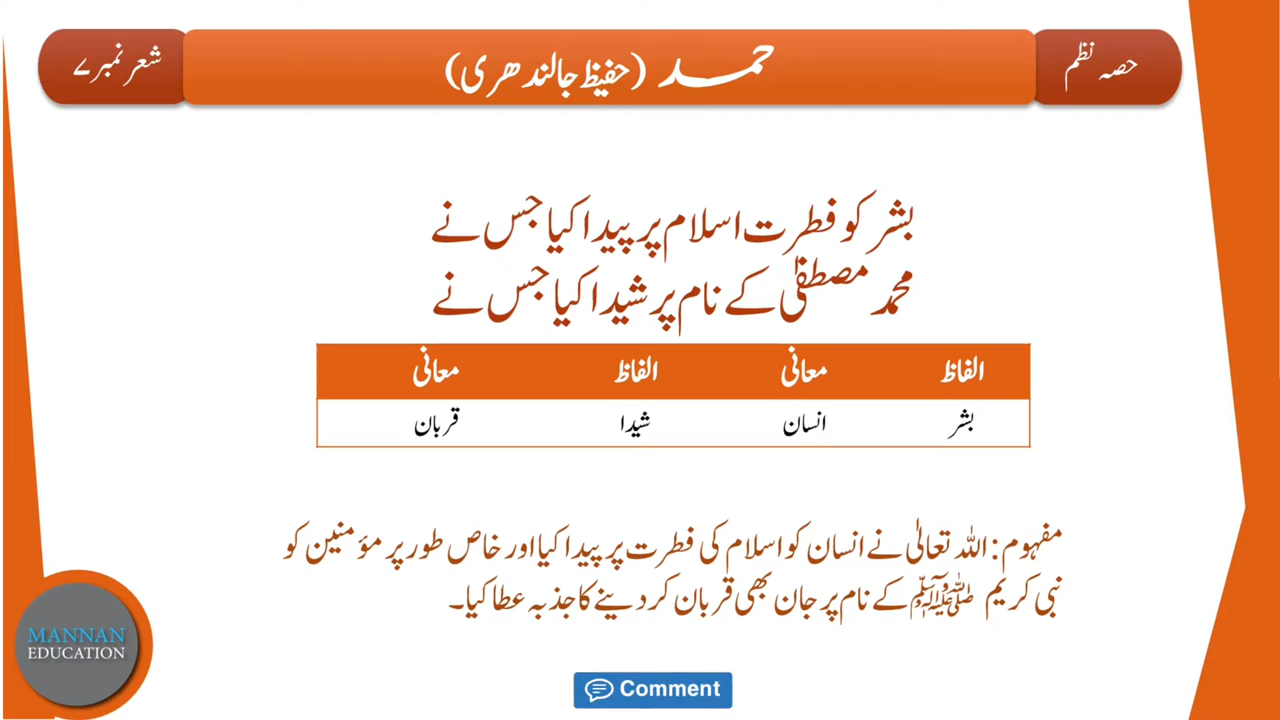 حصہ نظم
حمد (حفیظ جالندھری)
شعر نمبر ۷
بشر کو فطرت اسلام پر پیدا کیا جس نے
محمد مصطفیٰ کے نام پر شیدا کیا جس نے
الفاظ معانی الفاظ معانی
بشر انسان شیدا قربان
مفہوم: اللہ تعالیٰ نے انسان کو اسلام کی فطرت پر پیدا کیا اور خاص طور پر مؤمنین کو
نبی کریم ﷺ کے نام پر جان بھی قربان کر دینے کا جذبہ عطا کیا۔
MANNAN
EDUCATION
Comment